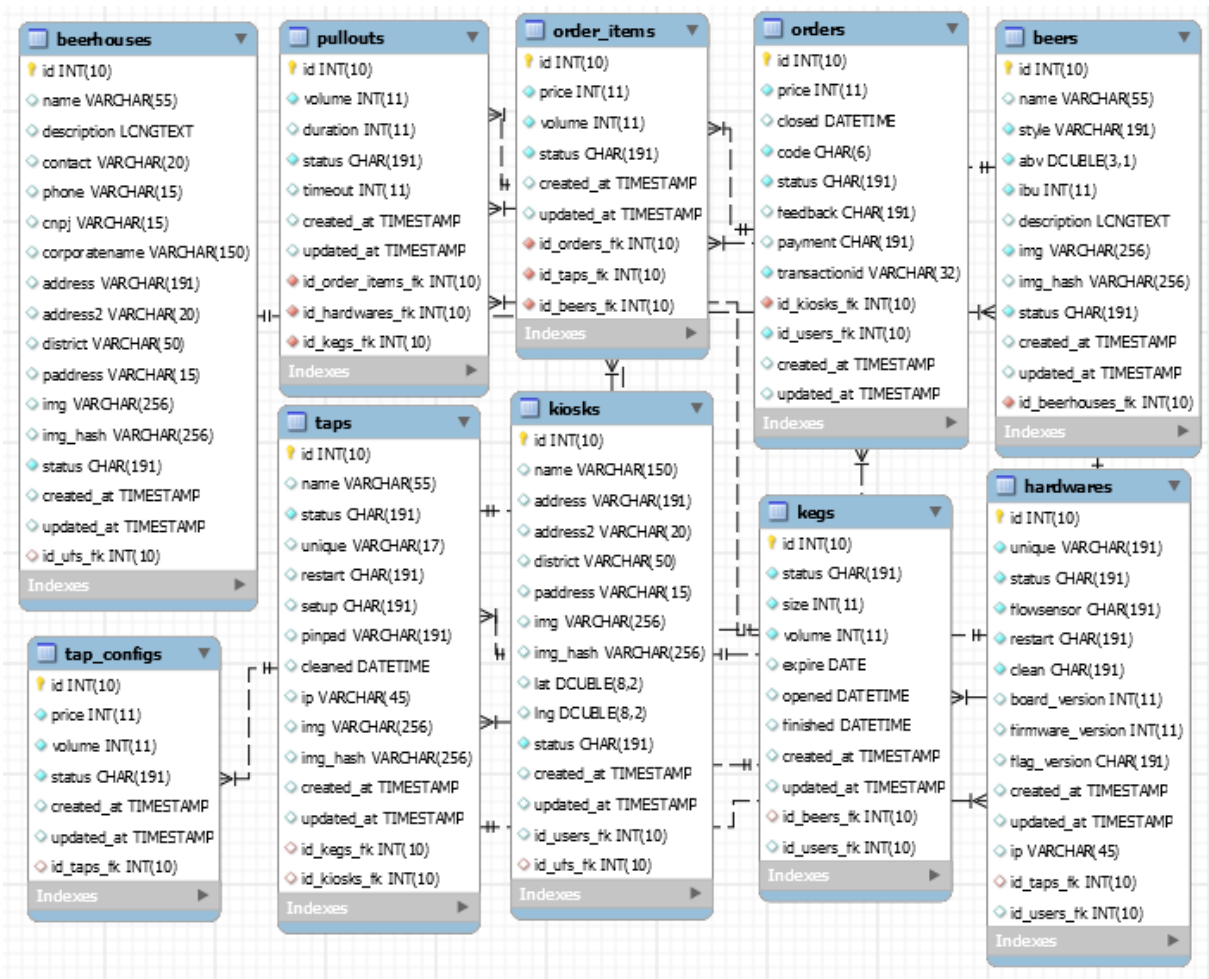 beerhouses
id INT(10)
name VARCHAR(55)
description LCNGTEXT
contact VARCHAR(20)
phone VARCHAR(15)
cnpj VARCHAR(15)
corporatename VARCHAR(150)
address VARCHAR(191)
address2 VARCHAR(20)
district VARCHAR(50)
paddress VARCHAR(15)
img VARCHAR(256)
img_hash VARCHAR(256)
status CHAR(191)
created_at TIMESTAMP
updated_at TIMESTAMP
id_ufs_fk INT(10)
Indexes
pullouts
id INT(10)
volume INT(11)
duration INT(11)
status CHAR(191)
timeout INT(11)
created_at TIMESTAMP
updated_at TIMESTAMP
id_order_items_fk INT(10)
id_hardwares_fk INT(10)
id_kegs_fk INT(10)
Indexes
order_items
id INT(10)
price INT(11)
volume INT(11)
status CHAR(191)
created_at TIMESTAMP
updated_at TIMESTAMP
id_orders_fk INT(10)
id_taps_fk INT(10)
id_beers_fk INT(10)
Indexes
orders
id INT(10)
price INT(11)
closed DATETIME
code CHAR(6)
status CHAR(191)
feedback CHAR(191)
payment CHAR(191)
transactionid VARCHAR(32)
id_kiosks_fk INT(10)
id_users_fk INT(10)
created_at TIMESTAMP
updated_at TIMESTAMP
Indexes
beers
id INT(10)
name VARCHAR(55)
style VARCHAR(191)
abv DCUBLE(3,1)
ibu INT(11)
description LCNGTEXT
img VARCHAR(256)
img_hash VARCHAR(256)
status CHAR(191)
created_at TIMESTAMP
updated_at TIMESTAMP
id_beerhouses_fk INT(10)
Indexes
tap_configs
id INT(10)
price INT(11)
volume INT(11)
status CHAR(191)
created_at TIMESTAMP
updated_at TIMESTAMP
id_taps_fk INT(10)
Indexes
taps
id INT(10)
name VARCHAR(55)
status CHAR(191)
unique VARCHAR(17)
restart CHAR(191)
setup CHAR(191)
pinpad VARCHAR(191)
cleaned DATETIME
ip VARCHAR(45)
img VARCHAR(256)
img_hash VARCHAR(256)
created_at TIMESTAMP
updated_at TIMESTAMP
id_kegs_fk INT(10)
id_kiosks_fk INT(10)
Indexes
kiosks
id INT(10)
name VARCHAR(150)
address VARCHAR(191)
address2 VARCHAR(20)
district VARCHAR(50)
paddress VARCHAR(15)
img VARCHAR(256)
img_hash VARCHAR(256)
lat DCUBLE(8,2)
lng DCUBLE(8,2)
status CHAR(191)
created_at TIMESTAMP
updated_at TIMESTAMP
id_users_fk INT(10)
id_ufs_fk INT(10)
Indexes
kegs
id INT(10)
status CHAR(191)
size INT(11)
volume INT(11)
expire DATE
opened DATETIME
finished DATETIME
created_at TIMESTAMP
updated_at TIMESTAMP
id_beers_fk INT(10)
id_users_fk INT(10)
Indexes
hardwares
id INT(10)
unique VARCHAR(191)
status CHAR(191)
flowsensor CHAR(191)
restart CHAR(191)
clean CHAR(191)
board_version INT(11)
firmware_version INT(11)
flag_version CHAR(191)
created_at TIMESTAMP
updated_at TIMESTAMP
ip VARCHAR(45)
id_taps_fk INT(10)
id_users_fk INT(10)
Indexes